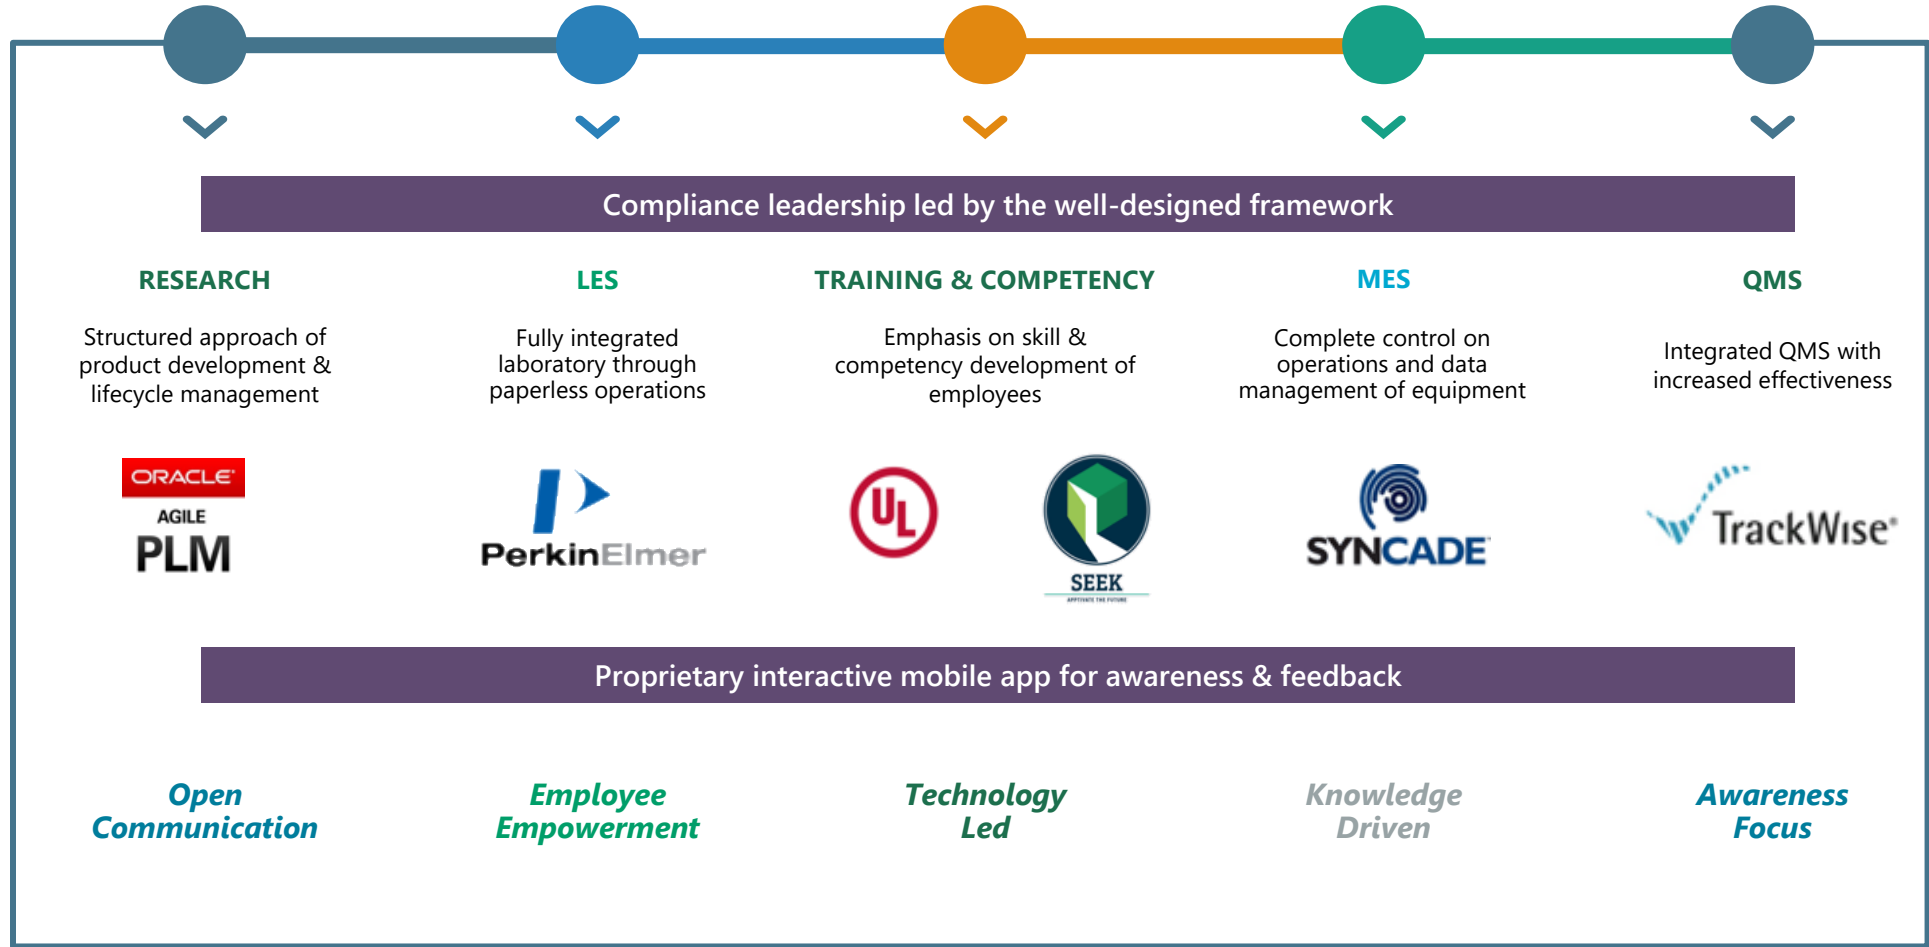 Compliance leadership led by the well-designed framework
RESEARCH
Structured approach of
product development &
lifecycle management
ORACLE®
AGILE
PLM
LES
Fully integrated
laboratory through
paperless operations
PerkinElmer
TRAINING & COMPETENCY
Emphasis on skill &
competency development of
employees
UL
SEEK
APPTIVATE THE FUTURE
MES
Complete control on
operations and data
management of equipment
SYNCADE
QMS
Integrated QMS with
increased effectiveness
TrackWise®
Proprietary interactive mobile app for awareness & feedback
Open
Communication
Employee
Empowerment
Technology
Led
Knowledge
Driven
Awareness
Focus